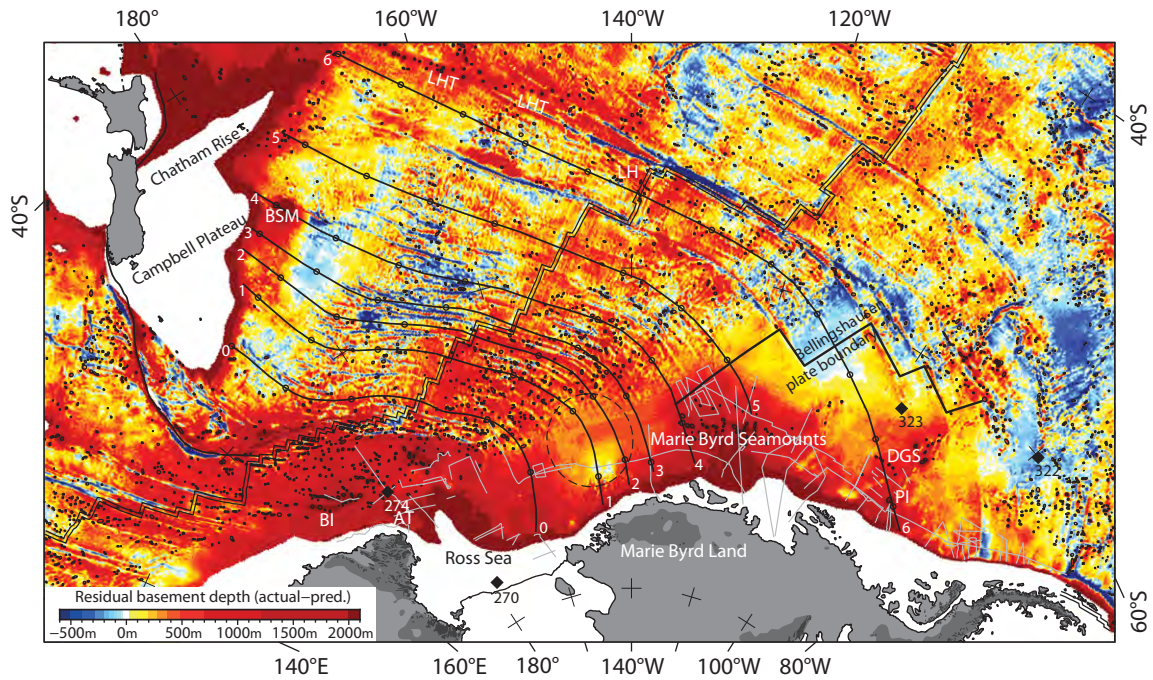 180° 160°W 140°W 120°W
6
LHT
LHT
40°S
5
Chatham Rise
LH
40°S
4
BSM
3
Campbell Plateau
2
1
Bellingshausen
plate boundary
0
5
323
Marie Byrd Seamounts
DGS
322
4
3
2
274
1
PI
BI
AT
0
6
Ross Sea
Marie Byrd Land
270
Residual basement depth (actual−pred.)
−500m 0m 500m 1000m 1500m 2000m
60°S
140°E 160°E 180° 140°W 100°W 80°W